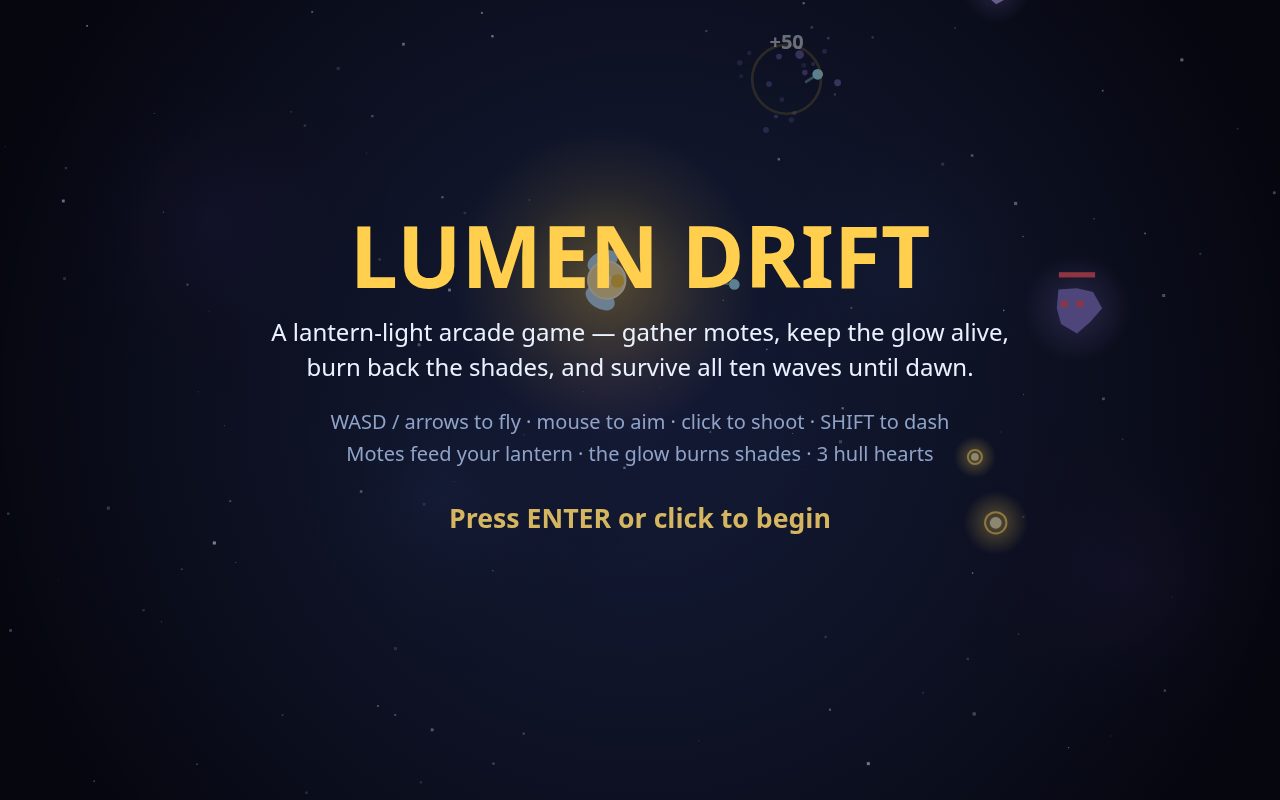 +50
LUMEN DRIFT
A lantern-light arcade game — gather motes, keep the glow alive,
burn back the shades, and survive all ten waves until dawn.
WASD / arrows to fly · mouse to aim · click to shoot · SHIFT to dash
Motes feed your lantern · the glow burns shades · 3 hull hearts
Press ENTER or click to begin